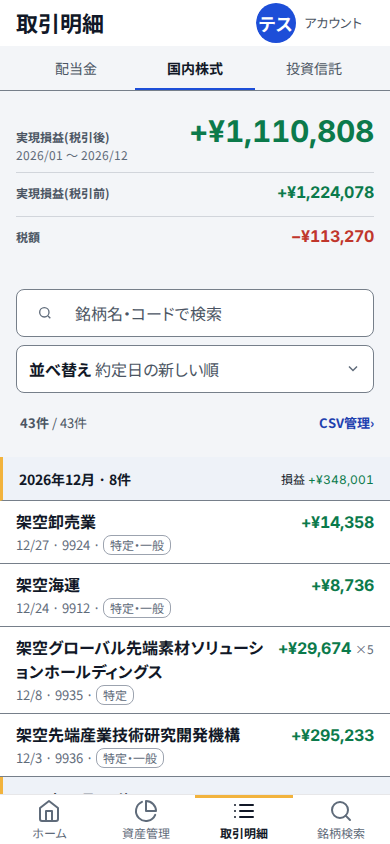 取引明細
テス アカウント
配当金 国内株式 投資信託
実現損益(税引後) +¥1,110,808
2026/01 〜 2026/12
実現損益(税引前) +¥1,224,078
税額 −¥113,270
銘柄名・コードで検索
並べ替え 約定日の新しい順
43件 / 43件 CSV管理›
2026年12月・8件 損益 +¥348,001
架空卸売業 +¥14,358
12/27・9924・特定・一般
架空海運 +¥8,736
12/24・9912・特定・一般
架空グローバル先端素材ソリューシ +¥29,674 ×5
ョンホールディングス
12/8・9935・特定
架空先端産業技術研究開発機構 +¥295,233
12/3・9936・特定・一般
ホーム 資産管理 取引明細 銘柄検索